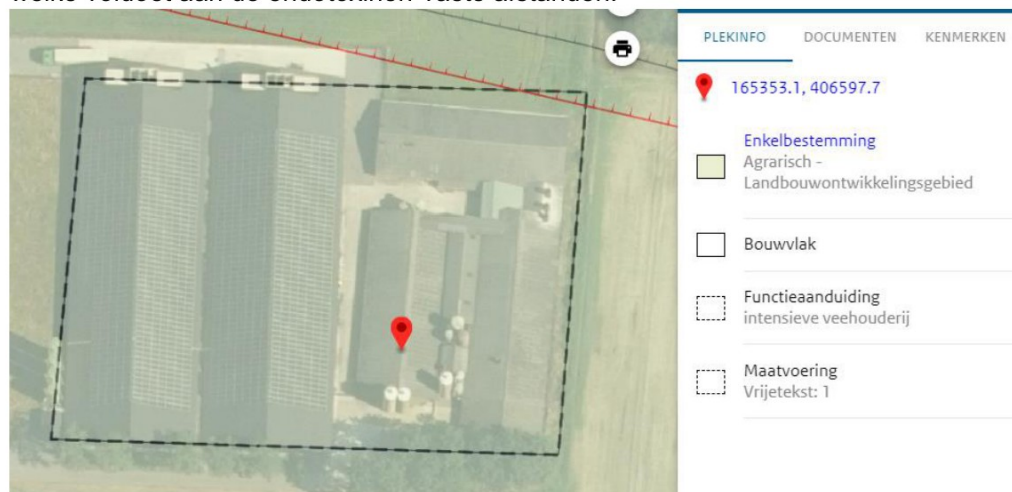 PLEKINFO DOCUMENTEN KENMERKEN
165353.1, 406597.7
Enkelbestemming
Agrarisch -
Landbouwontwikkelingsgebied
Bouwvlak
Functieaanduiding
intensieve veehouderij
Maatvoering
Vrijetekst: 1